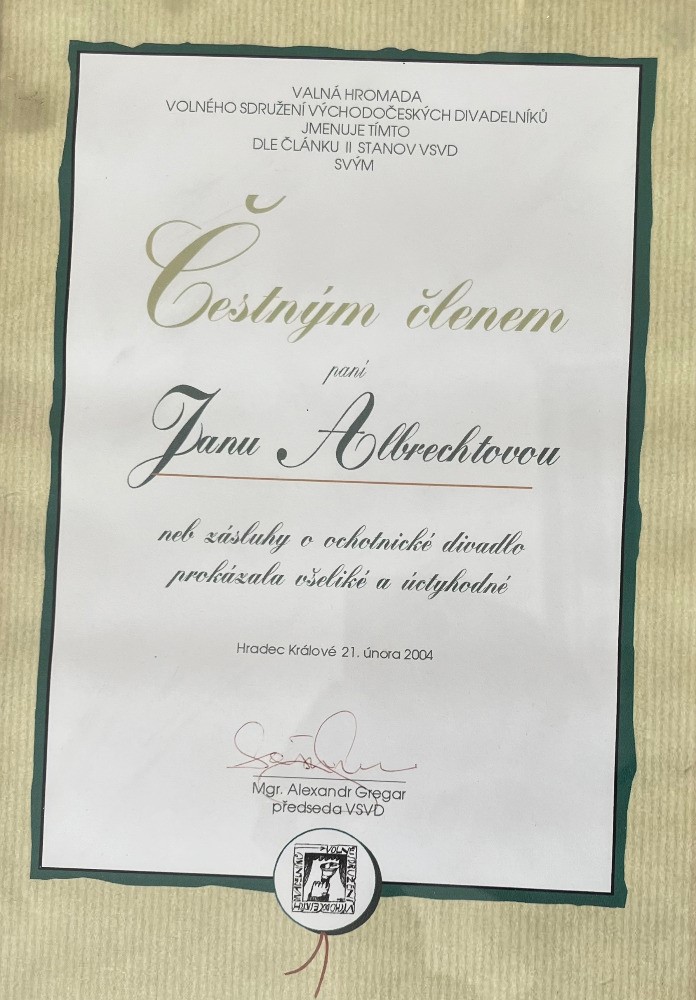 VALNÁ HROMADA
VOLNÉHO SDRUŽENÍ VÝCHODOČESKÝCH DIVADELNÍKŮ
JMENUJE TÍMTO
DLE ČLÁNKU II STANOV VSVD
SVÝM
Čestným členem
paní
Janu Albrechtovou
neb zásluhy o ochotnické divadlo
prokázala všeliké a úctyhodné
Hradec Králové 21. února 2004
Mgr. Alexandr Gregar
předseda VSVD